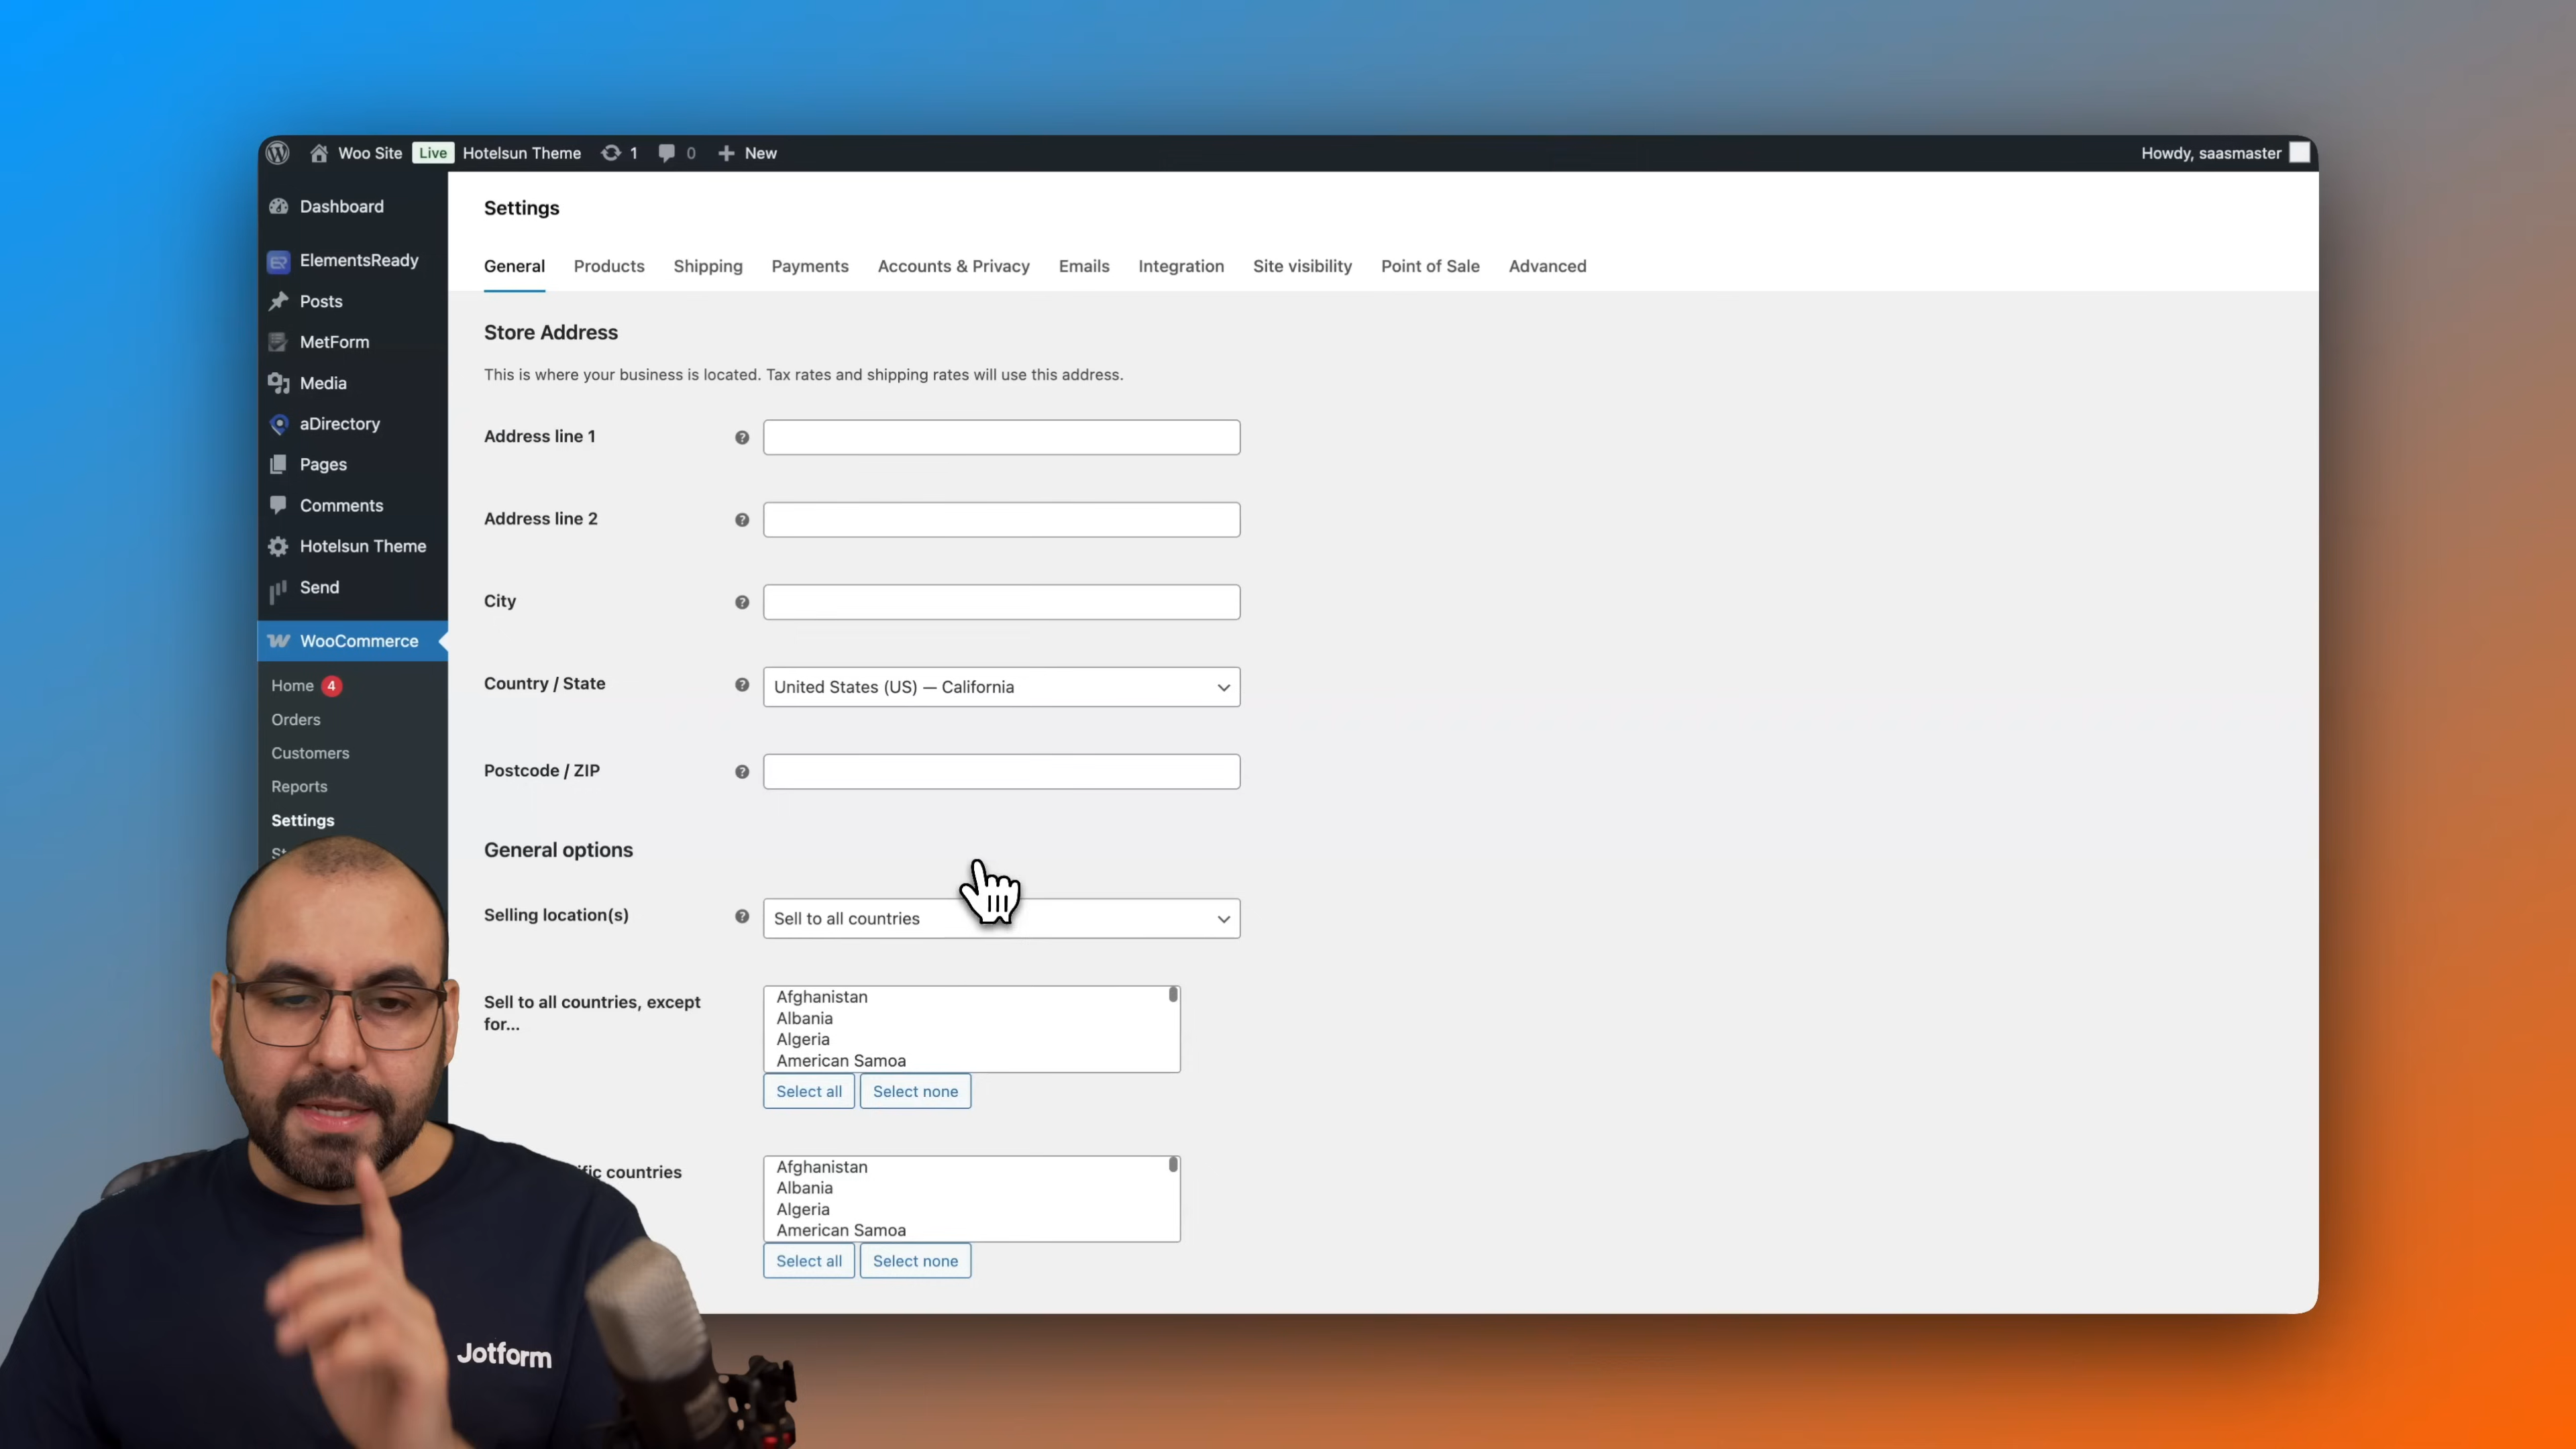 Woo Site Live Hotelsun Theme 1 0 New Howdy, saasmaster
Dashboard
ElementsReady
Posts
MetForm
Media
aDirectory
Pages
Comments
Hotelsun Theme
Send
WooCommerce
Home 4
Orders
Customers
Reports
Settings
St
Settings
General Products Shipping Payments Accounts & Privacy Emails Integration Site visibility Point of Sale Advanced
Store Address
This is where your business is located. Tax rates and shipping rates will use this address.
Address line 1
Address line 2
City
Country / State United States (US) — California
Postcode / ZIP
General options
Selling location(s) Sell to all countries
Sell to all countries, except
for...
Afghanistan
Albania
Algeria
American Samoa
Select all Select none
ific countries
Afghanistan
Albania
Algeria
American Samoa
Select all Select none
Jotform